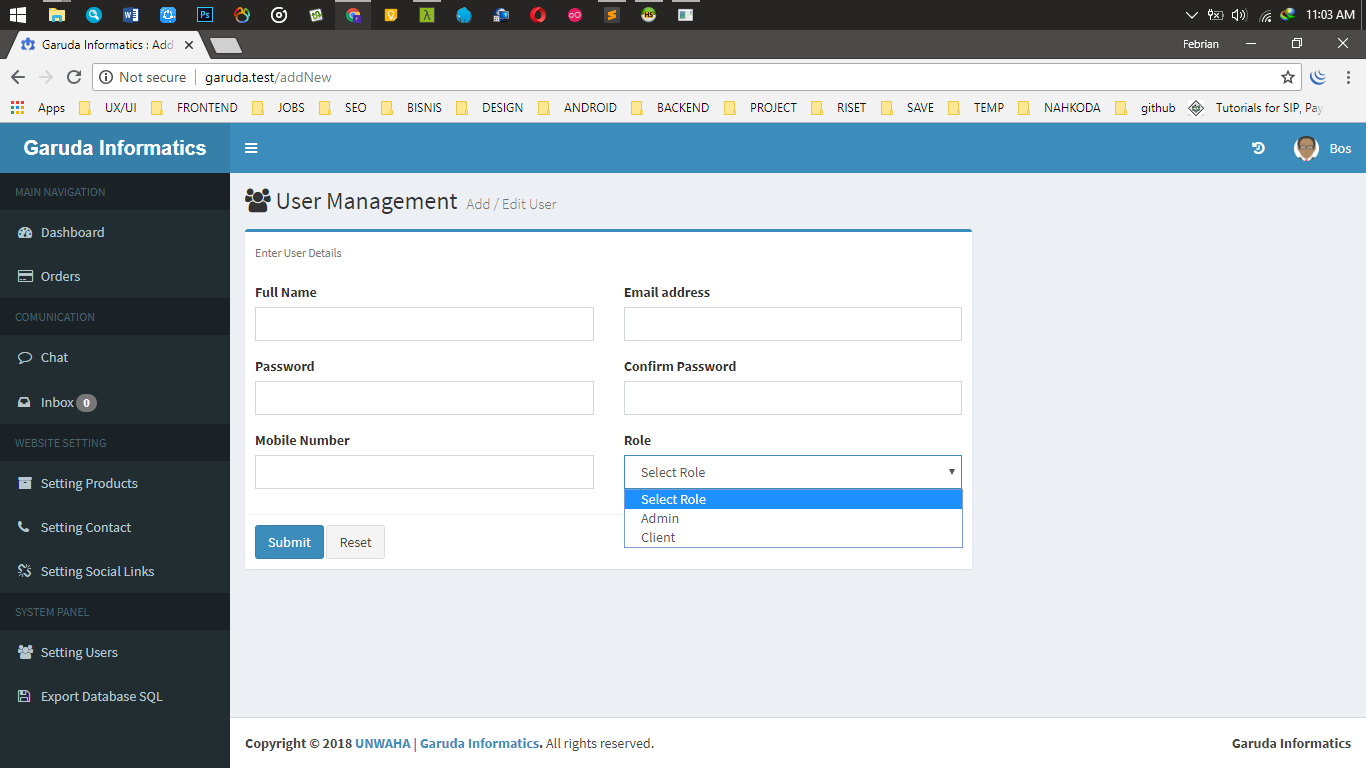 11:03 AM
Garuda Informatics : Add
Febrian
Not secure garuda.test/addNew
Apps UX/UI FRONTEND JOBS SEO BISNIS DESIGN ANDROID BACKEND PROJECT RISET SAVE TEMP NAHKODA github Tutorials for SIP, Pay
Garuda Informatics
Bos
MAIN NAVIGATION
Dashboard
Orders
COMUNICATION
Chat
Inbox 0
WEBSITE SETTING
Setting Products
Setting Contact
Setting Social Links
SYSTEM PANEL
Setting Users
Export Database SQL
User Management Add / Edit User
Enter User Details
Full Name
Email address
Password
Confirm Password
Mobile Number
Role
Select Role
Select Role
Admin
Client
Submit
Reset
Copyright © 2018 UNWAHA | Garuda Informatics. All rights reserved.
Garuda Informatics